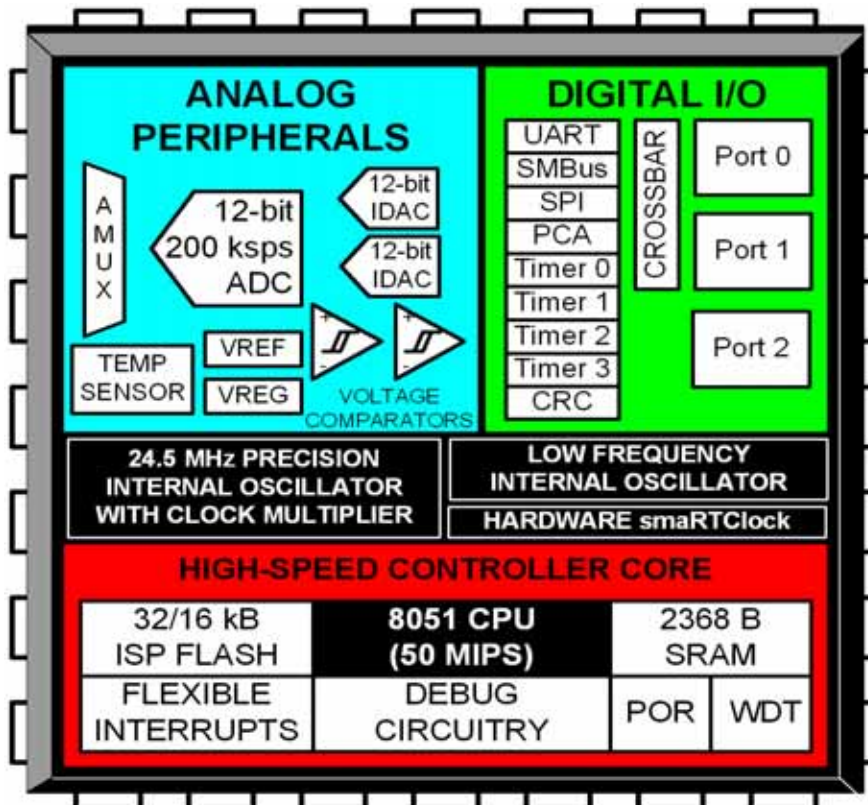 ANALOG
PERIPHERALS
A
M
U
X
12-bit
200 ksps
ADC
12-bit
IDAC
12-bit
IDAC
TEMP
SENSOR
VREF
VREG
+
-
+
-
VOLTAGE
COMPARATORS
DIGITAL I/O
UART
SMBus
SPI
PCA
Timer 0
Timer 1
Timer 2
Timer 3
CRC
CROSSBAR
Port 0
Port 1
Port 2
24.5 MHz PRECISION
INTERNAL OSCILLATOR
WITH CLOCK MULTIPLIER
LOW FREQUENCY
INTERNAL OSCILLATOR
HARDWARE smaRTClock
HIGH-SPEED CONTROLLER CORE
32/16 kB
ISP FLASH
8051 CPU
(50 MIPS)
2368 B
SRAM
FLEXIBLE
INTERRUPTS
DEBUG
CIRCUITRY
POR
WDT